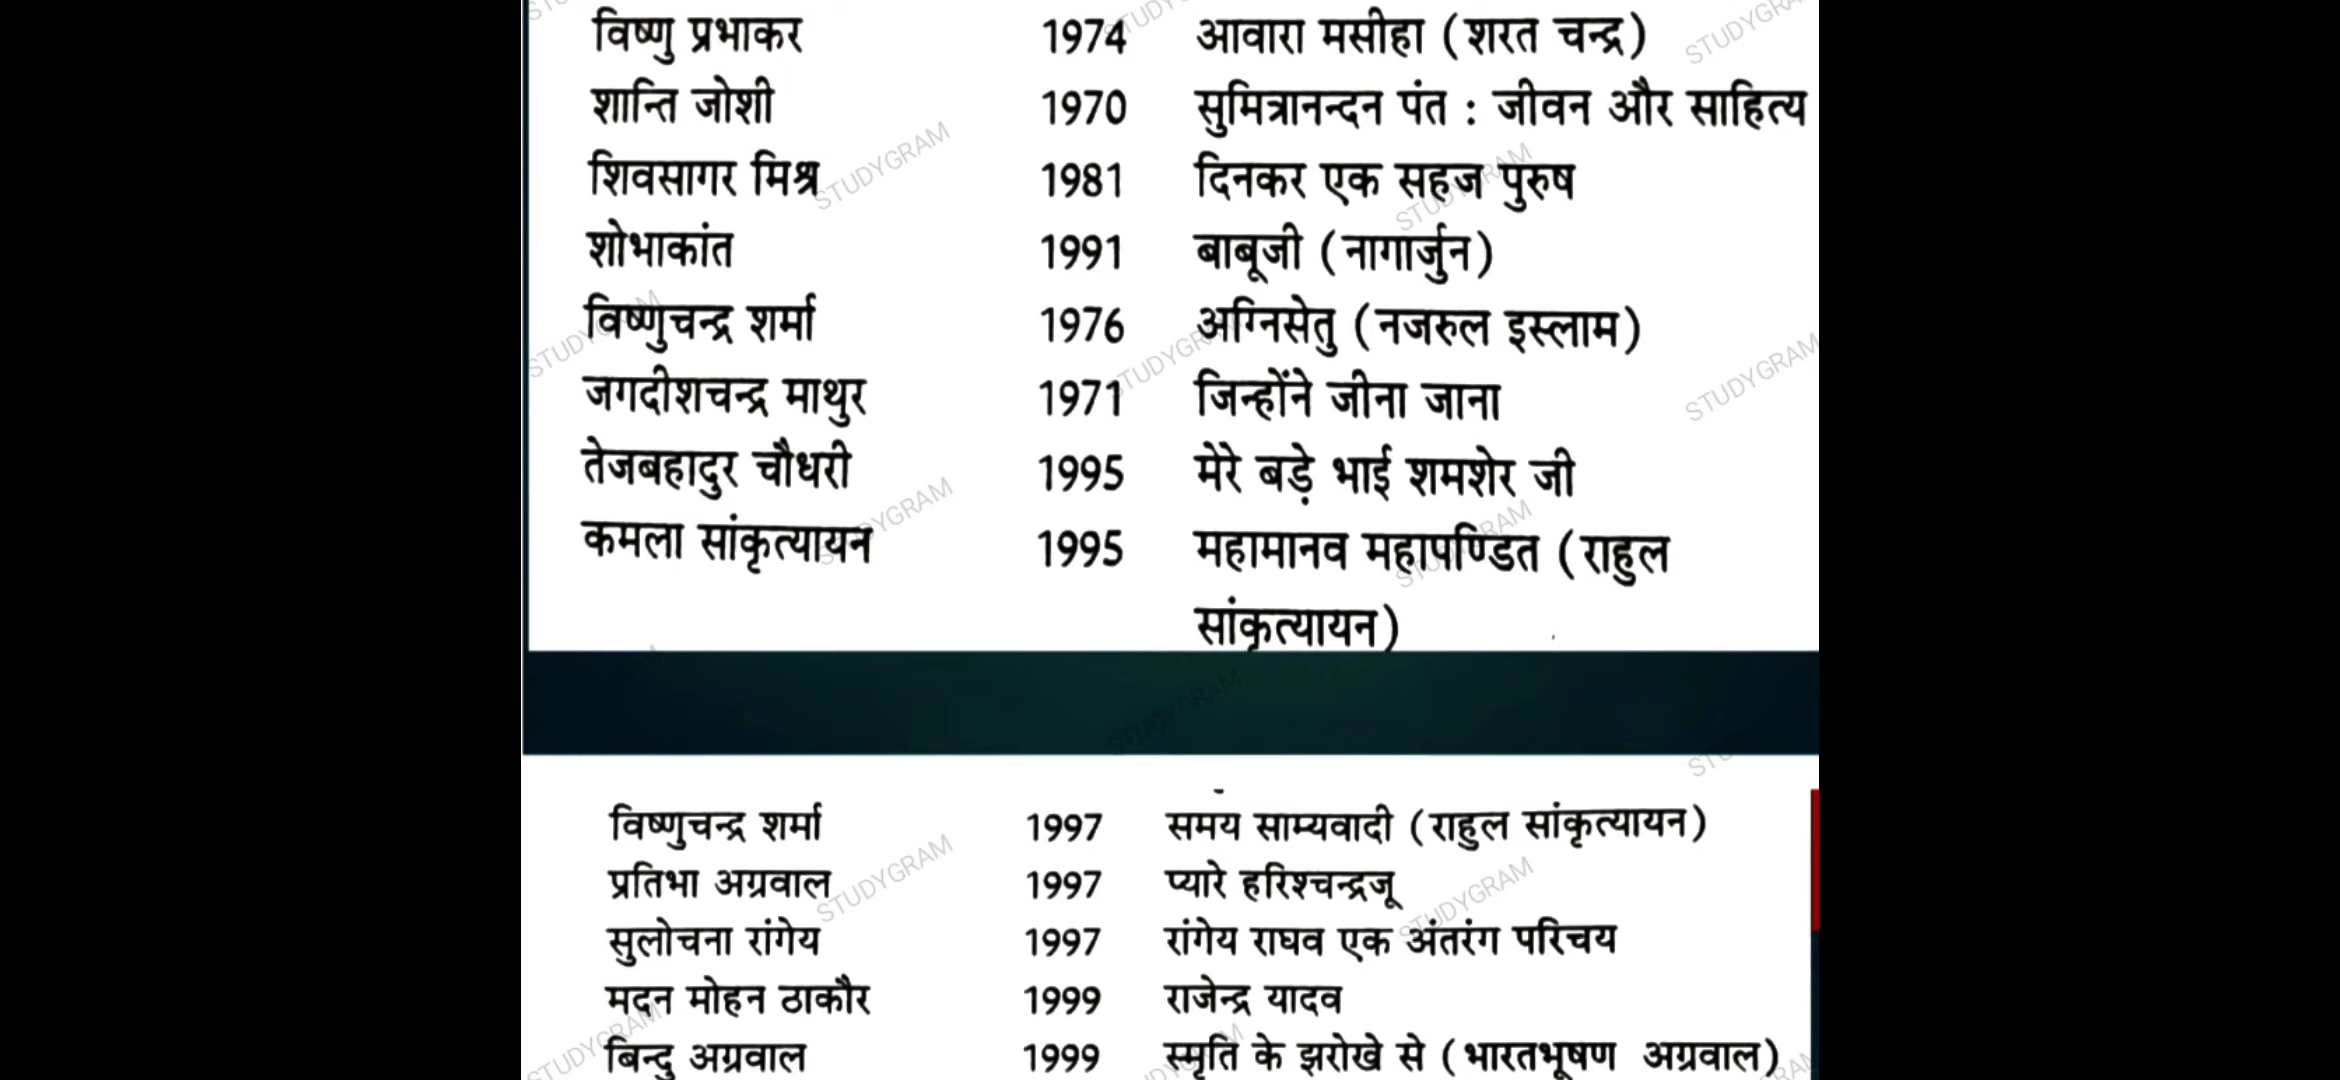 विष्णु प्रभाकर 1974 आवारा मसीहा (शरत चन्द्र)
शान्ति जोशी 1970 सुमित्रानन्दन पंत : जीवन और साहित्य
शिवसागर मिश्र 1981 दिनकर एक सहज पुरुष
शोभाकांत 1991 बाबूजी (नागार्जुन)
विष्णुचन्द्र शर्मा 1976 अग्निसेतु (नजरुल इस्लाम)
जगदीशचन्द्र माथुर 1971 जिन्होंने जीना जाना
तेजबहादुर चौधरी 1995 मेरे बड़े भाई शमशेर जी
कमला सांकृत्यायन 1995 महामानव महापण्डित (राहुल
सांकृत्यायन)
विष्णुचन्द्र शर्मा 1997 समय साम्यवादी (राहुल सांकृत्यायन)
प्रतिभा अग्रवाल 1997 प्यारे हरिश्चन्द्रजू
सुलोचना रांगेय 1997 रांगेय राघव एक अंतरंग परिचय
मदन मोहन ठाकौर 1999 राजेन्द्र यादव
बिन्दु अग्रवाल 1999 स्मृति के झरोखे से (भारतभूषण अग्रवाल)
STUDYGRAM